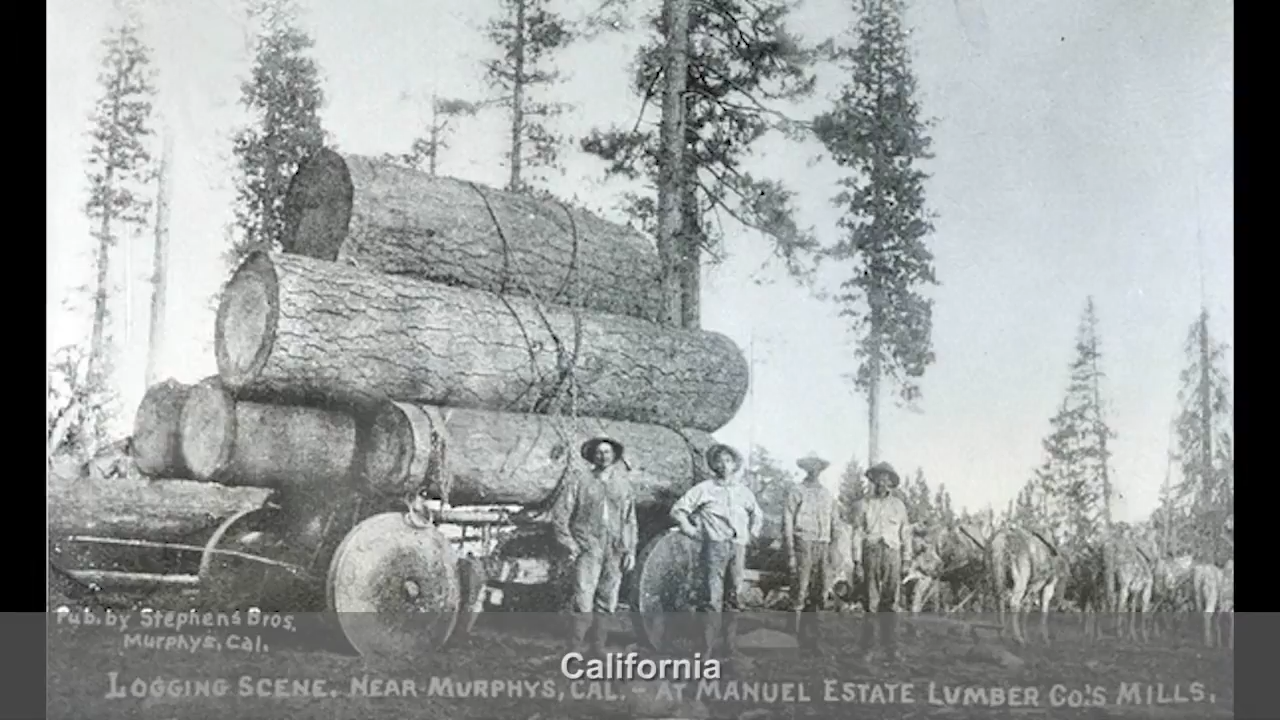 Pub. by Stephens Bros.
Murphys, Cal.
California
LOGGING SCENE. NEAR MURPHYS, CAL. - AT MANUEL ESTATE LUMBER CO.'S MILLS.